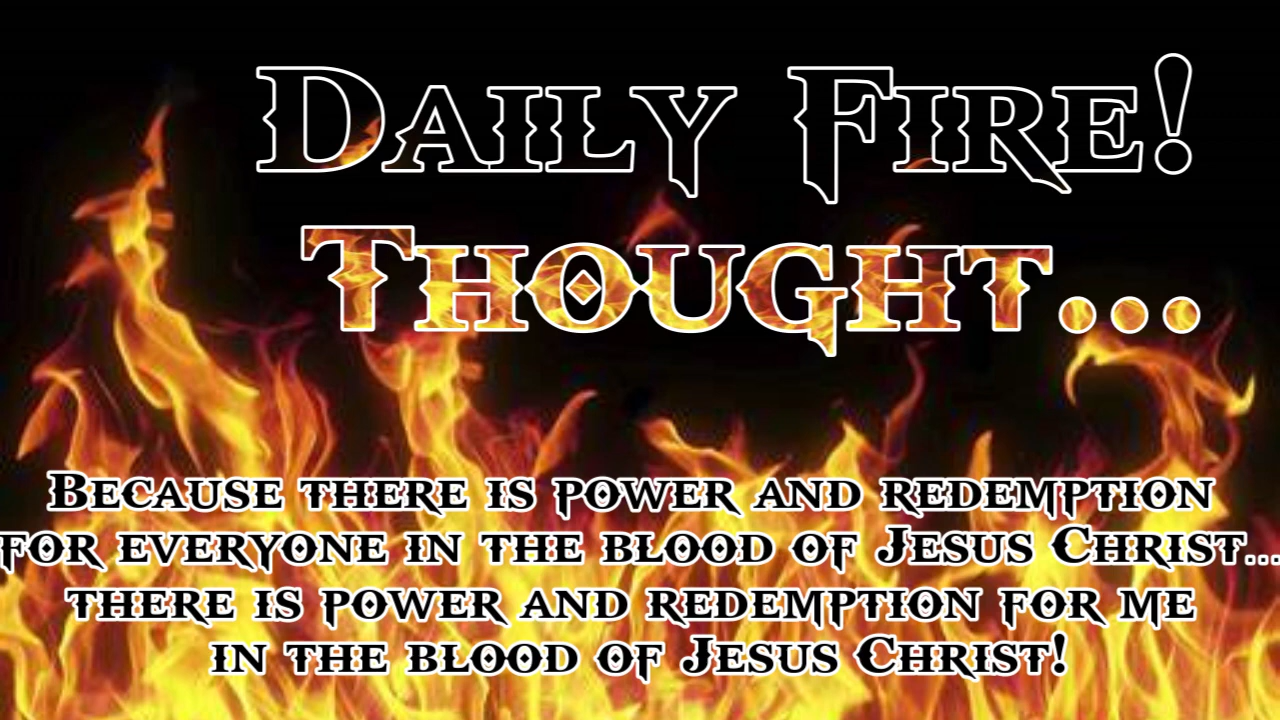 Daily Fire!
Thought...
Because there is power and redemption
for everyone in the blood of Jesus Christ...
there is power and redemption for me
in the blood of Jesus Christ!